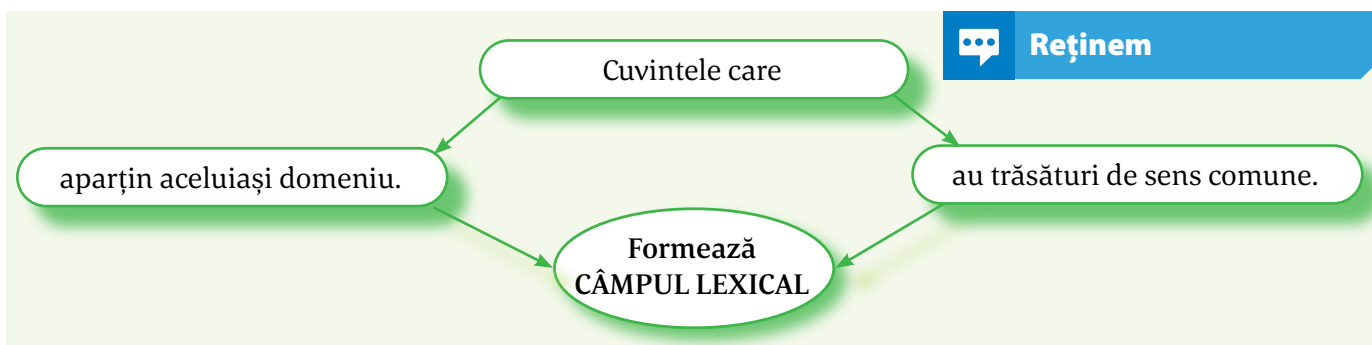 Reținem
Cuvintele care
aparțin aceluiași domeniu.
au trăsături de sens comune.
Formează
CÂMPUL LEXICAL